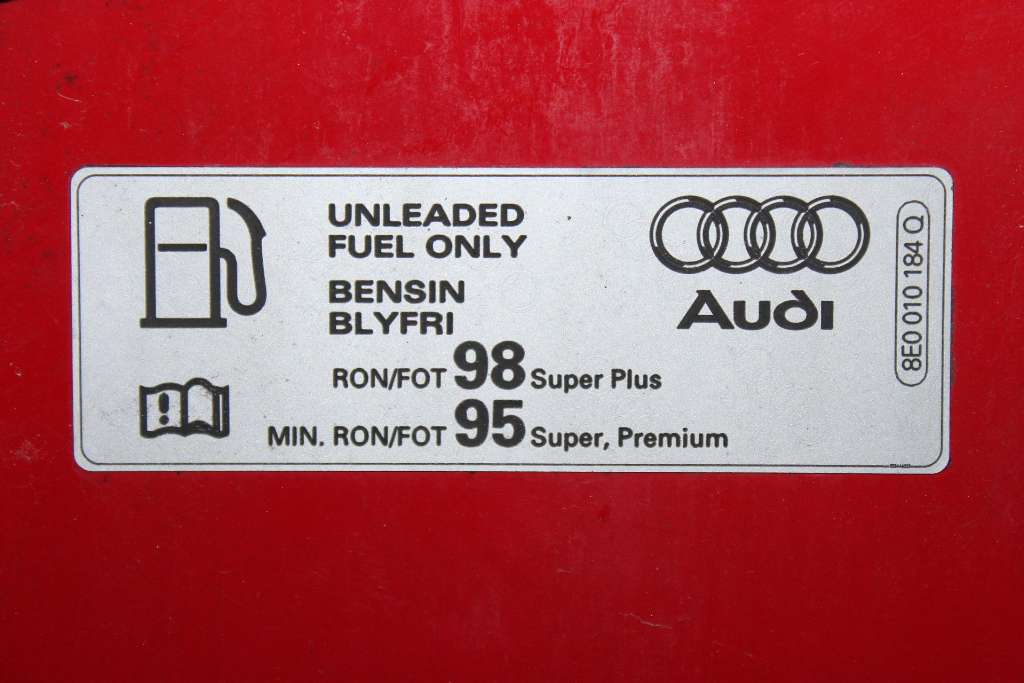 UNLEADED
FUEL ONLY
BENSIN
BLYFRI
RON/FOT 98 Super Plus
MIN. RON/FOT 95 Super, Premium
Audi
8E0 010 184 Q